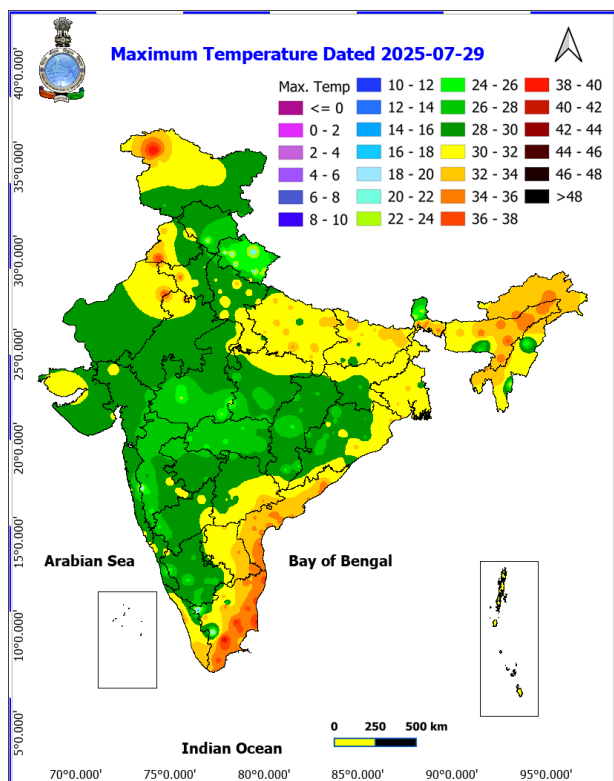 Maximum Temperature Dated 2025-07-29
Max. Temp
<= 0
0 - 2
2 - 4
4 - 6
6 - 8
8 - 10
10 - 12
12 - 14
14 - 16
16 - 18
18 - 20
20 - 22
22 - 24
24 - 26
26 - 28
28 - 30
30 - 32
32 - 34
34 - 36
36 - 38
38 - 40
40 - 42
42 - 44
44 - 46
46 - 48
>48
40°0.000'
35°0.000'
30°0.000'
25°0.000'
20°0.000'
15°0.000'
10°0.000'
5°0.000'
Arabian Sea
Bay of Bengal
0 250 500 km
Indian Ocean
70°0.000' 75°0.000' 80°0.000' 85°0.000' 90°0.000' 95°0.000'